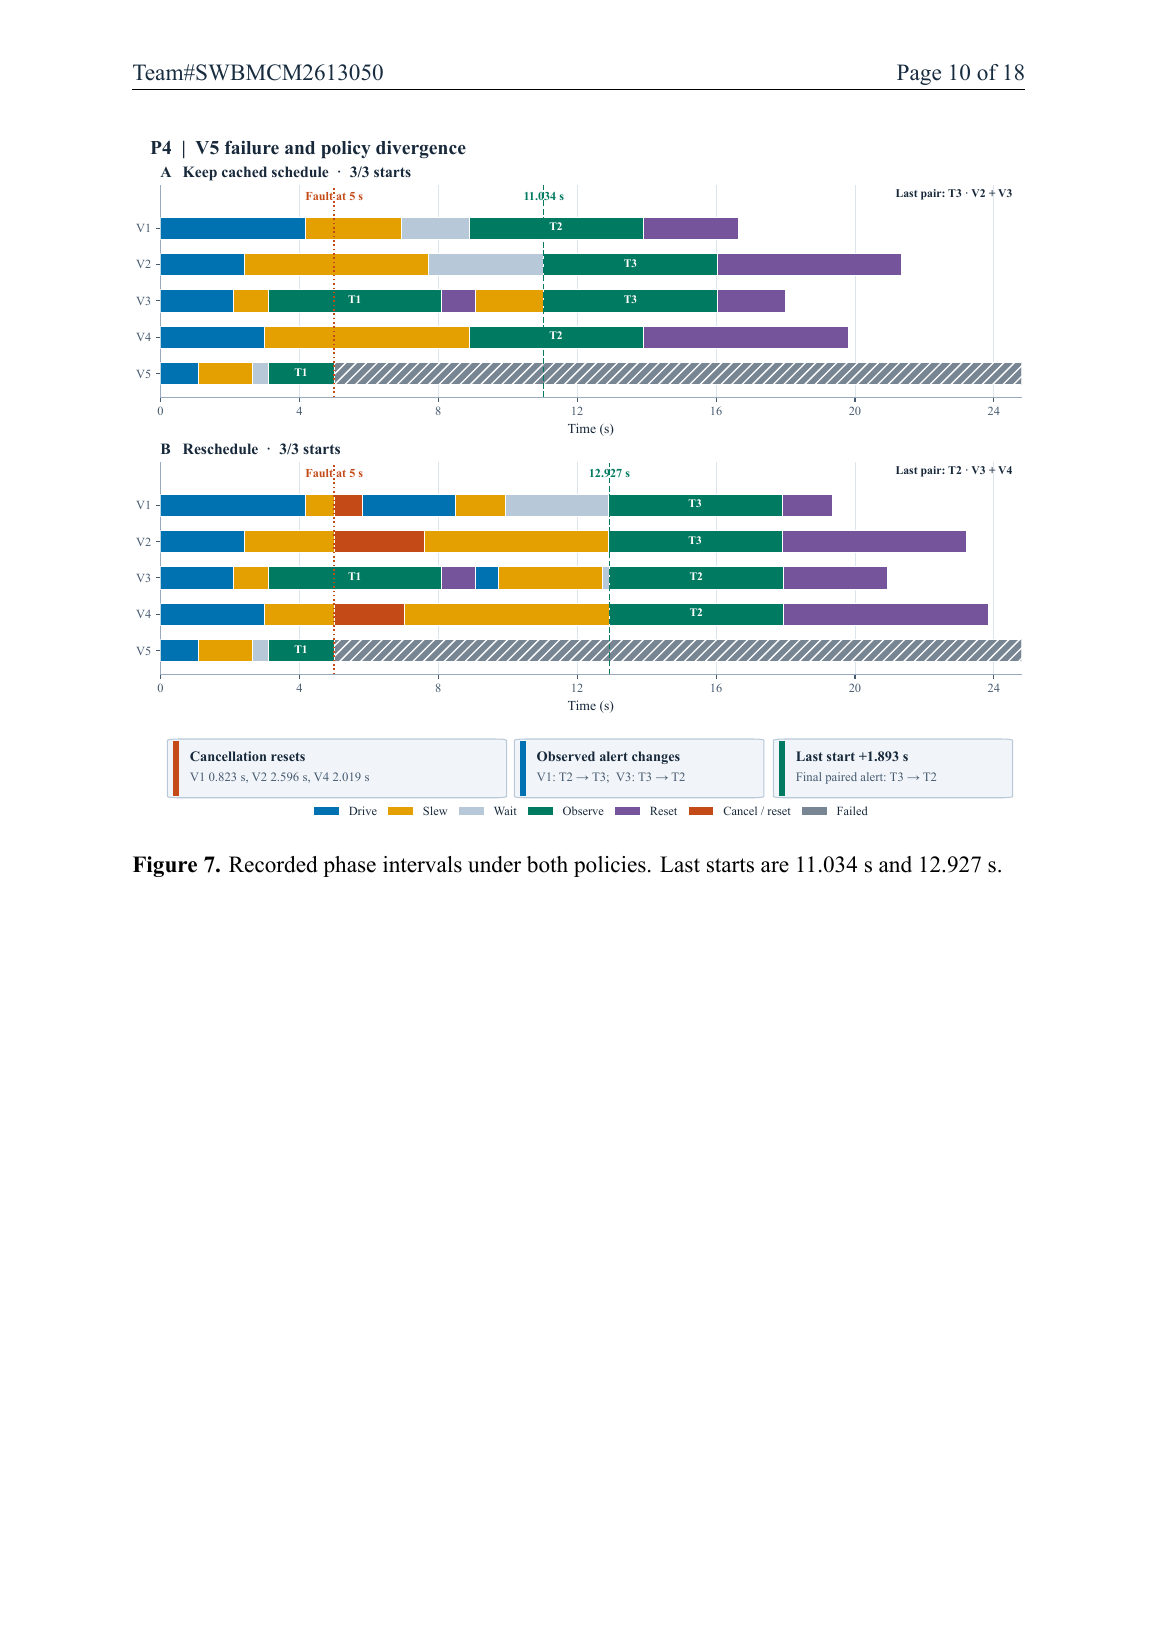 Team#SWBMCM2613050 Page 10 of 18
P4 | V5 failure and policy divergence
A Keep cached schedule · 3/3 starts
Fault at 5 s 11.034 s Last pair: T3 · V2 + V3
V1 T2
V2 T3
V3 T1 T3
V4 T2
V5 T1
0 4 8 12 16 20 24
Time (s)
B Reschedule · 3/3 starts
Fault at 5 s 12.927 s Last pair: T2 · V3 + V4
V1 T3
V2 T3
V3 T1 T2
V4 T2
V5 T1
0 4 8 12 16 20 24
Time (s)
Cancellation resets Observed alert changes Last start +1.893 s
V1 0.823 s, V2 2.596 s, V4 2.019 s V1: T2 → T3; V3: T3 → T2 Final paired alert: T3 → T2
Drive Slew Wait Observe Reset Cancel / reset Failed
Figure 7. Recorded phase intervals under both policies. Last starts are 11.034 s and 12.927 s.